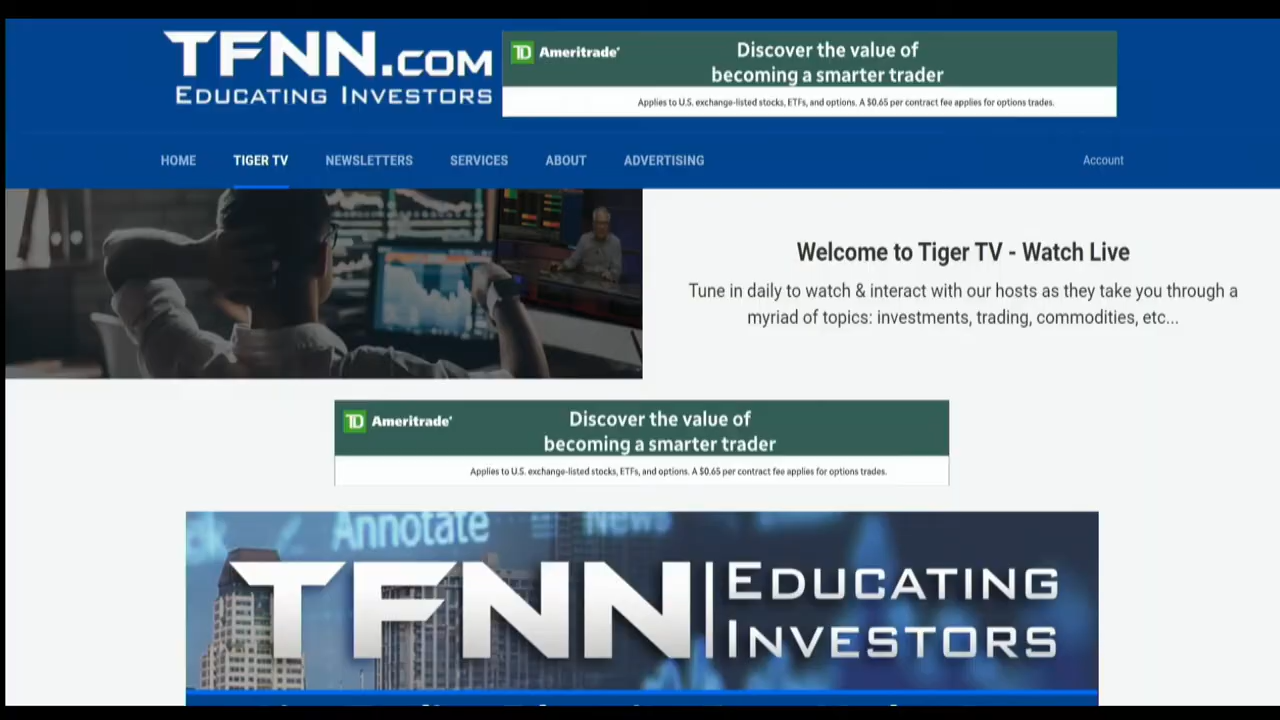 TFNN.COM
EDUCATING INVESTORS
TD Ameritrade
Discover the value of
becoming a smarter trader
Applies to U.S. exchange-listed stocks, ETFs, and options. A $0.65 per contract fee applies for options trades.
HOME TIGER TV NEWSLETTERS SERVICES ABOUT ADVERTISING Account
Welcome to Tiger TV - Watch Live
Tune in daily to watch & interact with our hosts as they take you through a
myriad of topics: investments, trading, commodities, etc...
TD Ameritrade
Discover the value of
becoming a smarter trader
Applies to U.S. exchange-listed stocks, ETFs, and options. A $0.65 per contract fee applies for options trades.
Annotate News
TFNN EDUCATING
INVESTORS